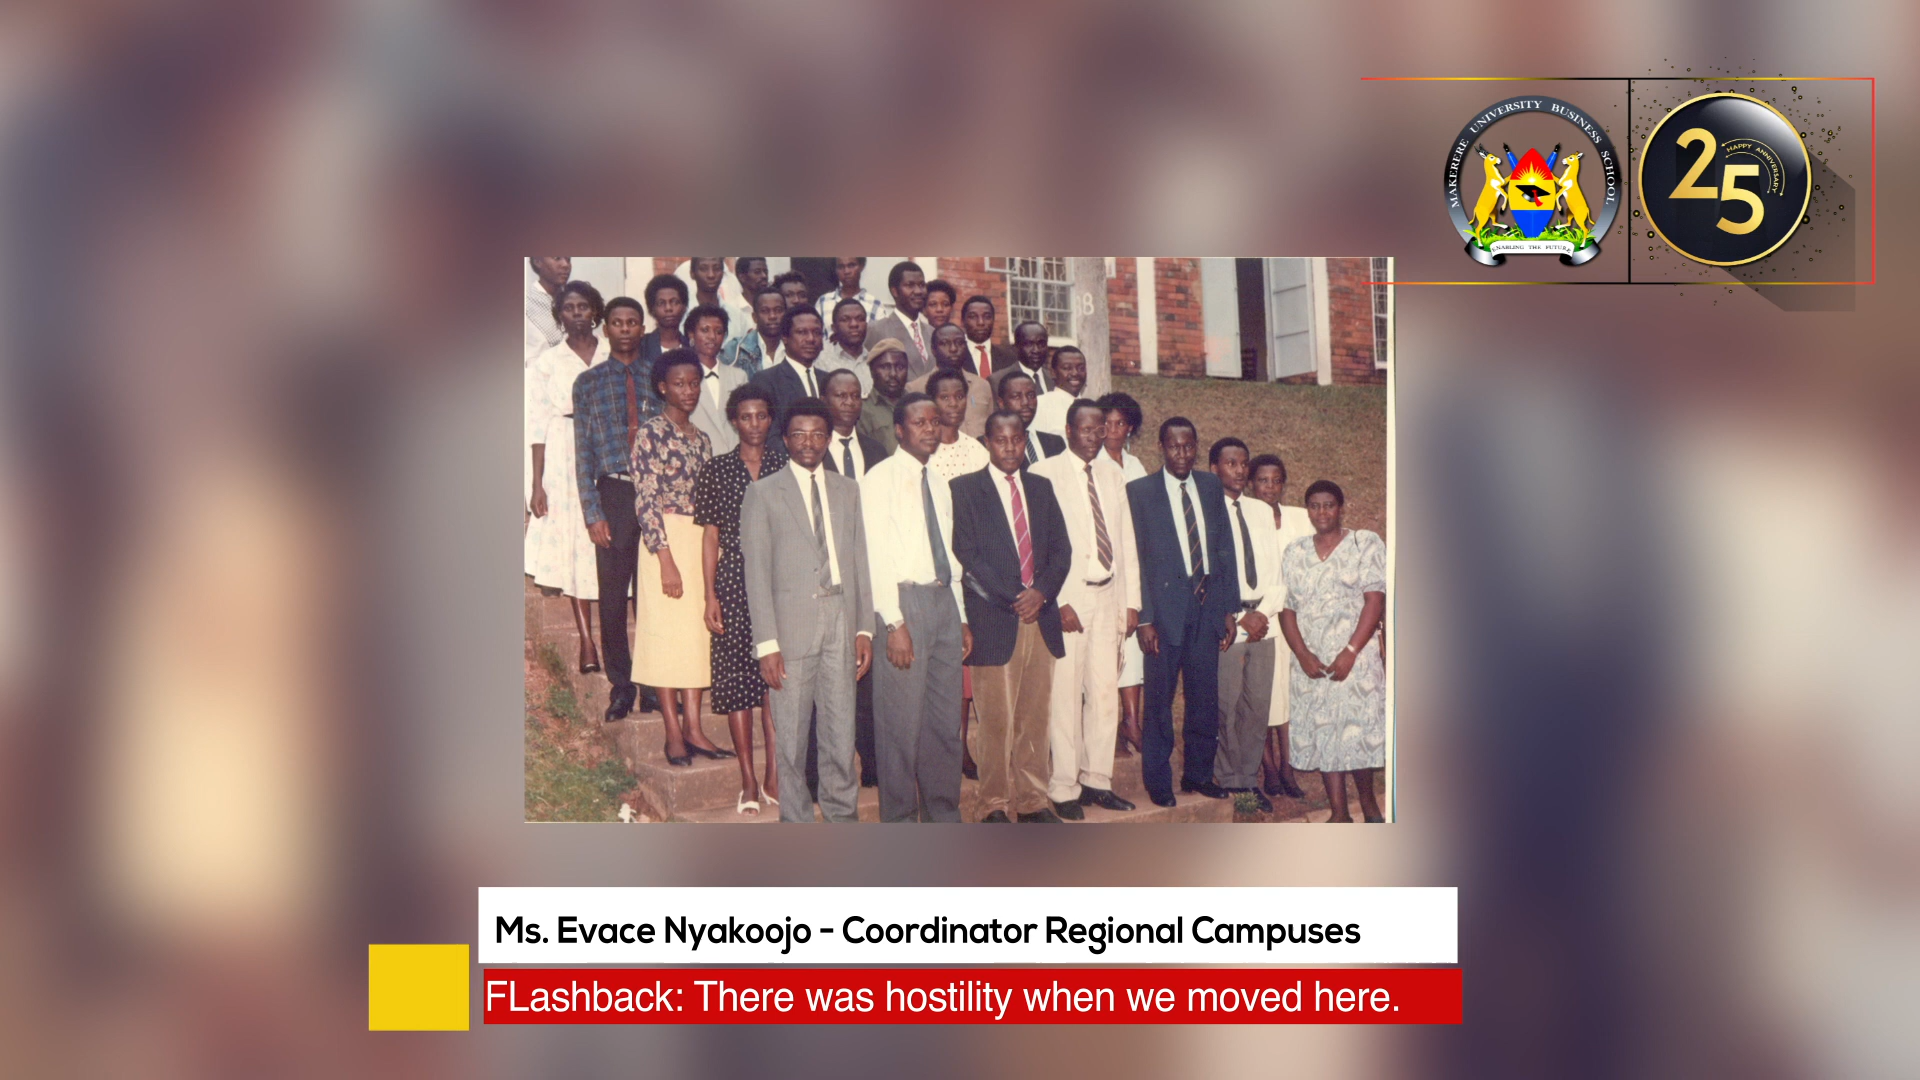 MAKERERE UNIVERSITY BUSINESS SCHOOL
ENABLING THE FUTURE
25
HAPPY ANNIVERSARY
BB
Ms. Evace Nyakoojo - Coordinator Regional Campuses
FLashback: There was hostility when we moved here.